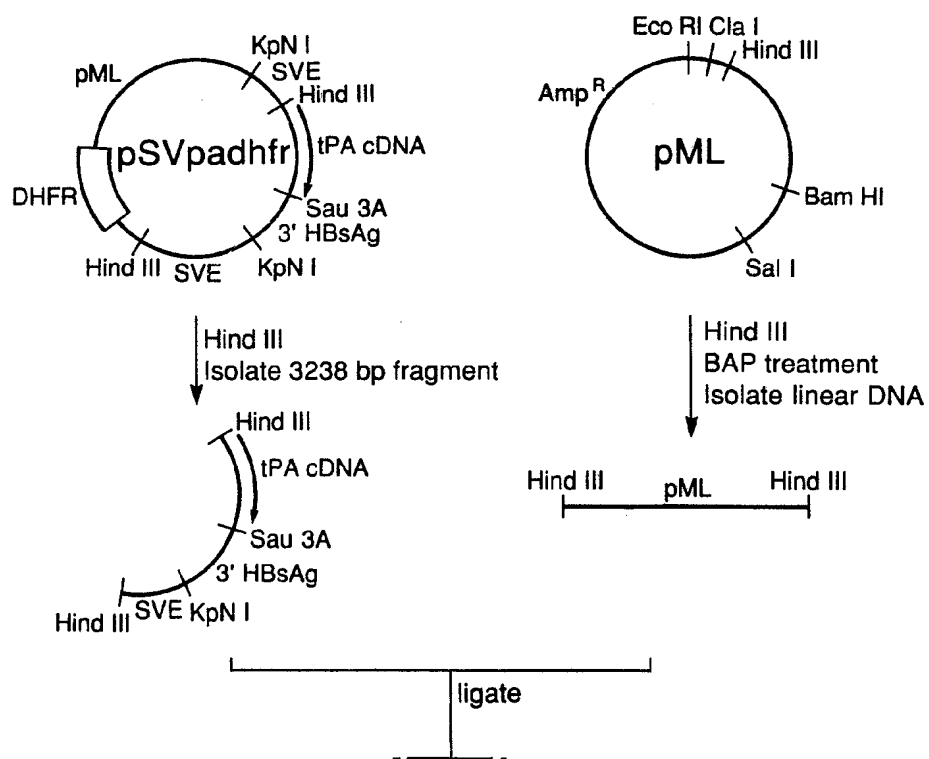 KpN I
SVE
Hind III
pML
pSVpadhfr
tPA cDNA
DHFR
Sau 3A
3' HBsAg
Hind III
SVE
KpN I
Eco RI Cla I
Hind III
Amp R
pML
Bam HI
Sal I
Hind III
Isolate 3238 bp fragment
Hind III
BAP treatment
Isolate linear DNA
Hind III
tPA cDNA
Sau 3A
3' HBsAg
Hind III SVE KpN I
Hind III pML Hind III
ligate